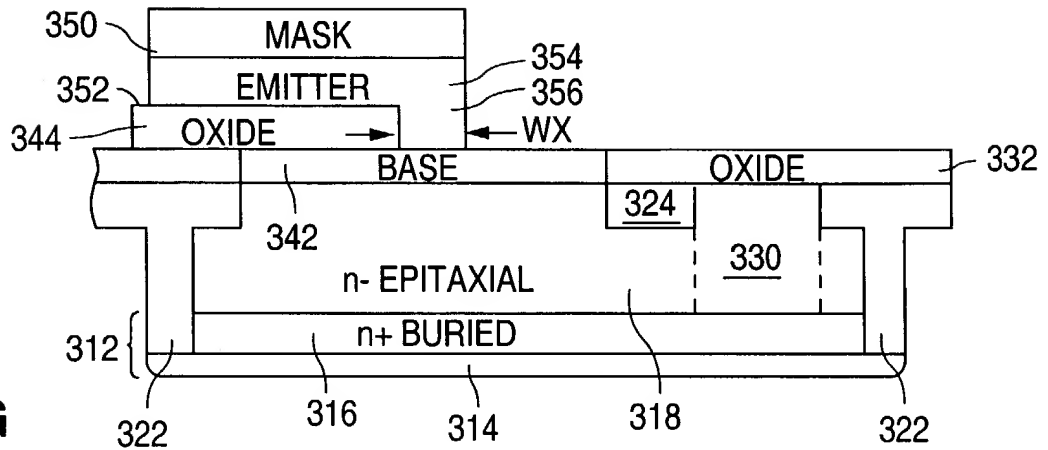 350
MASK
354
352
EMITTER
356
344
OXIDE
WX
BASE
OXIDE
332
324
342
330
n- EPITAXIAL
312
n+ BURIED
322
316
314
318
322
G